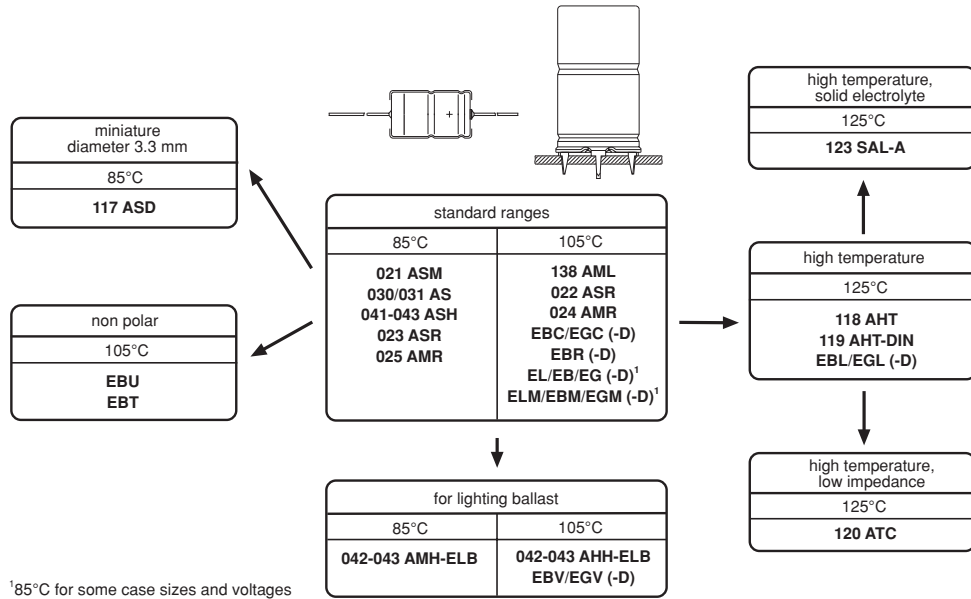 miniature
diameter 3.3 mm
85°C
117 ASD
non polar
105°C
EBU
EBT
+
standard ranges
85°C
021 ASM
030/031 AS
041-043 ASH
023 ASR
025 AMR
105°C
138 AML
022 ASR
024 AMR
EBC/EGC (-D)
EBR (-D)
EL/EB/EG (-D)¹
ELM/EBM/EGM (-D)¹
for lighting ballast
85°C
042-043 AMH-ELB
105°C
042-043 AHH-ELB
EBV/EGV (-D)
high temperature,
solid electrolyte
125°C
123 SAL-A
high temperature
125°C
118 AHT
119 AHT-DIN
EBL/EGL (-D)
high temperature,
low impedance
125°C
120 ATC
¹85°C for some case sizes and voltages